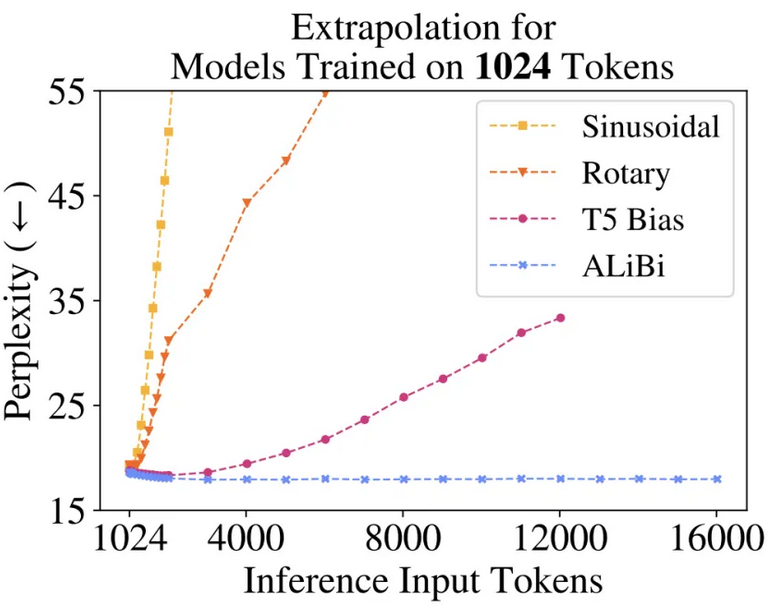 Extrapolation for
Models Trained on 1024 Tokens
Perplexity (←)
55
45
35
25
15
Sinusoidal
Rotary
T5 Bias
ALiBi
1024 4000 8000 12000 16000
Inference Input Tokens